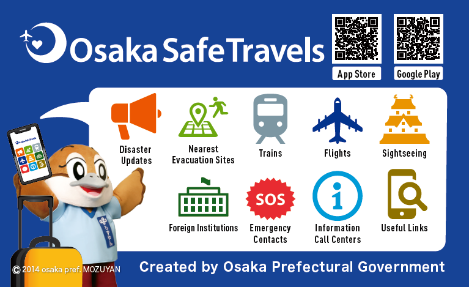 Osaka Safe Travels
App Store
Google Play
Disaster
Updates
Nearest
Evacuation Sites
Trains
Flights
Sightseeing
Foreign Institutions
SOS
Emergency
Contacts
Information
Call Centers
Useful Links
© 2014 osaka pref. MOZUYAN
Created by Osaka Prefectural Government